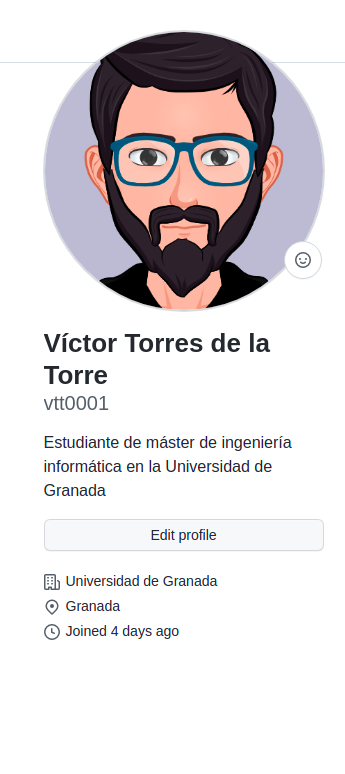 Víctor Torres de la
Torre
vtt0001
Estudiante de máster de ingeniería
informática en la Universidad de
Granada
Edit profile
Universidad de Granada
Granada
Joined 4 days ago